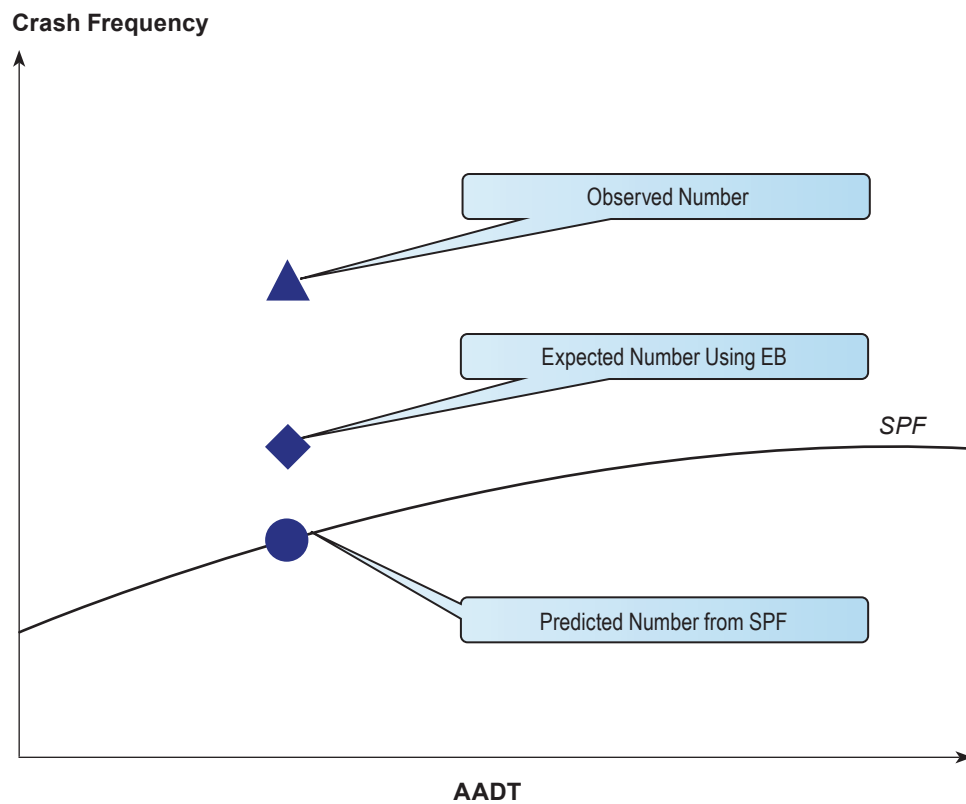 Crash Frequency
Observed Number
Expected Number Using EB
SPF
Predicted Number from SPF
AADT